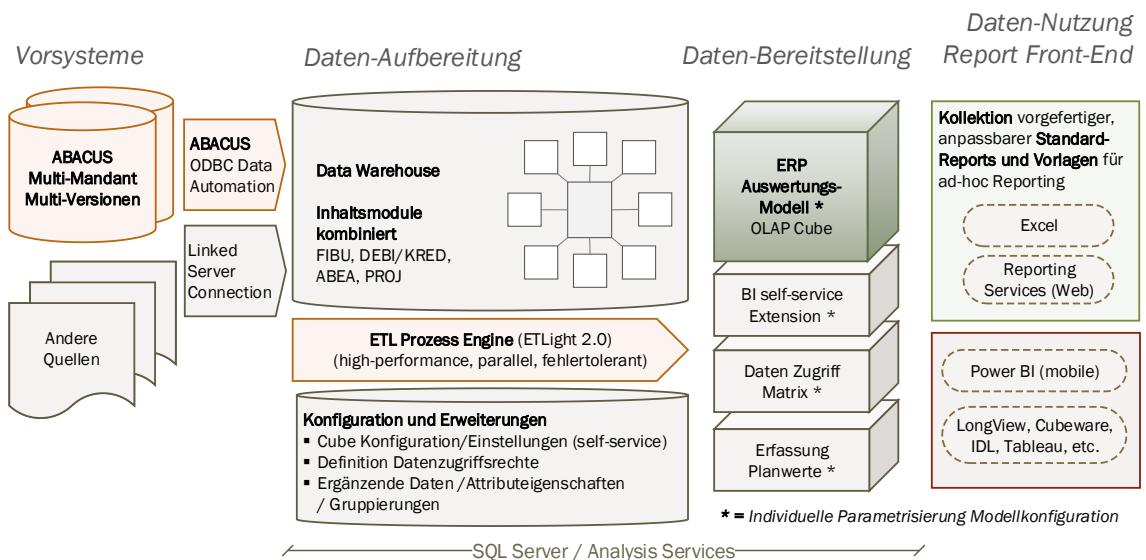 Vorsysteme
Daten-Aufbereitung
Daten-Bereitstellung
Daten-Nutzung
Report Front-End
ABACUS
Multi-Mandant
Multi-Versionen
ABACUS
ODBC Data
Automation
Linked
Server
Connection
Andere
Quellen
Data Warehouse
Inhaltsmodule
kombiniert
FIBU, DEBI/KRED,
ABEA, PROJ
ETL Prozess Engine (ETLight 2.0)
(high-performance, parallel, fehlertolerant)
Konfiguration und Erweiterungen
▪ Cube Konfiguration/Einstellungen (self-service)
▪ Definition Datenzugriffsrechte
▪ Ergänzende Daten /Attributeigenschaften
/ Gruppierungen
ERP
Auswertungs-
Modell *
OLAP Cube
BI self-service
Extension *
Daten Zugriff
Matrix *
Erfassung
Planwerte *
Kollektion vorgefertiger,
anpassbarer Standard-
Reports und Vorlagen für
ad-hoc Reporting
Excel
Reporting
Services (Web)
Power BI (mobile)
LongView, Cubeware,
IDL, Tableau, etc.
* = Individuelle Parametrisierung Modellkonfiguration
SQL Server / Analysis Services